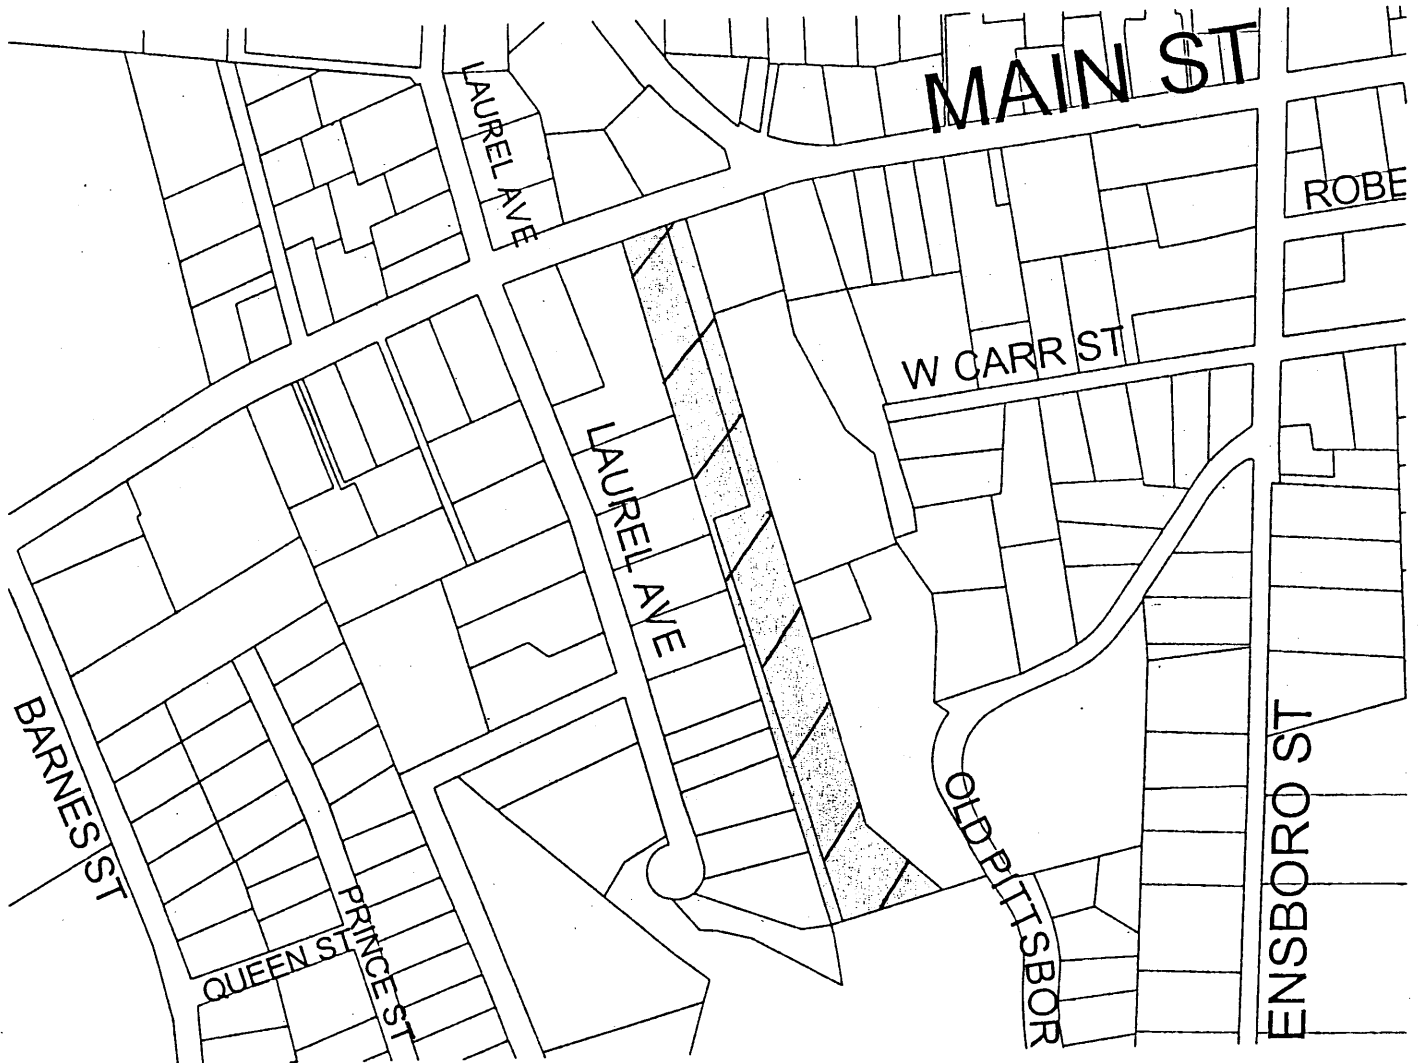 MAIN ST
LAUREL AVE
ROBE
W CARR ST
LAUREL AVE
BARNES ST
ENSBORO ST
OLD PITTSBOR
PRINCE ST
QUEEN ST